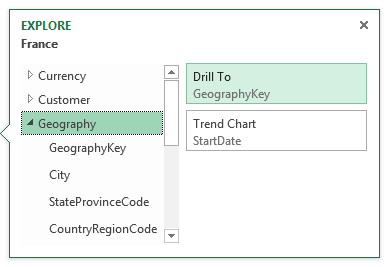 EXPLORE
France
Currency
Customer
Geography
GeographyKey
City
StateProvinceCode
CountryRegionCode
Drill To
GeographyKey
Trend Chart
StartDate